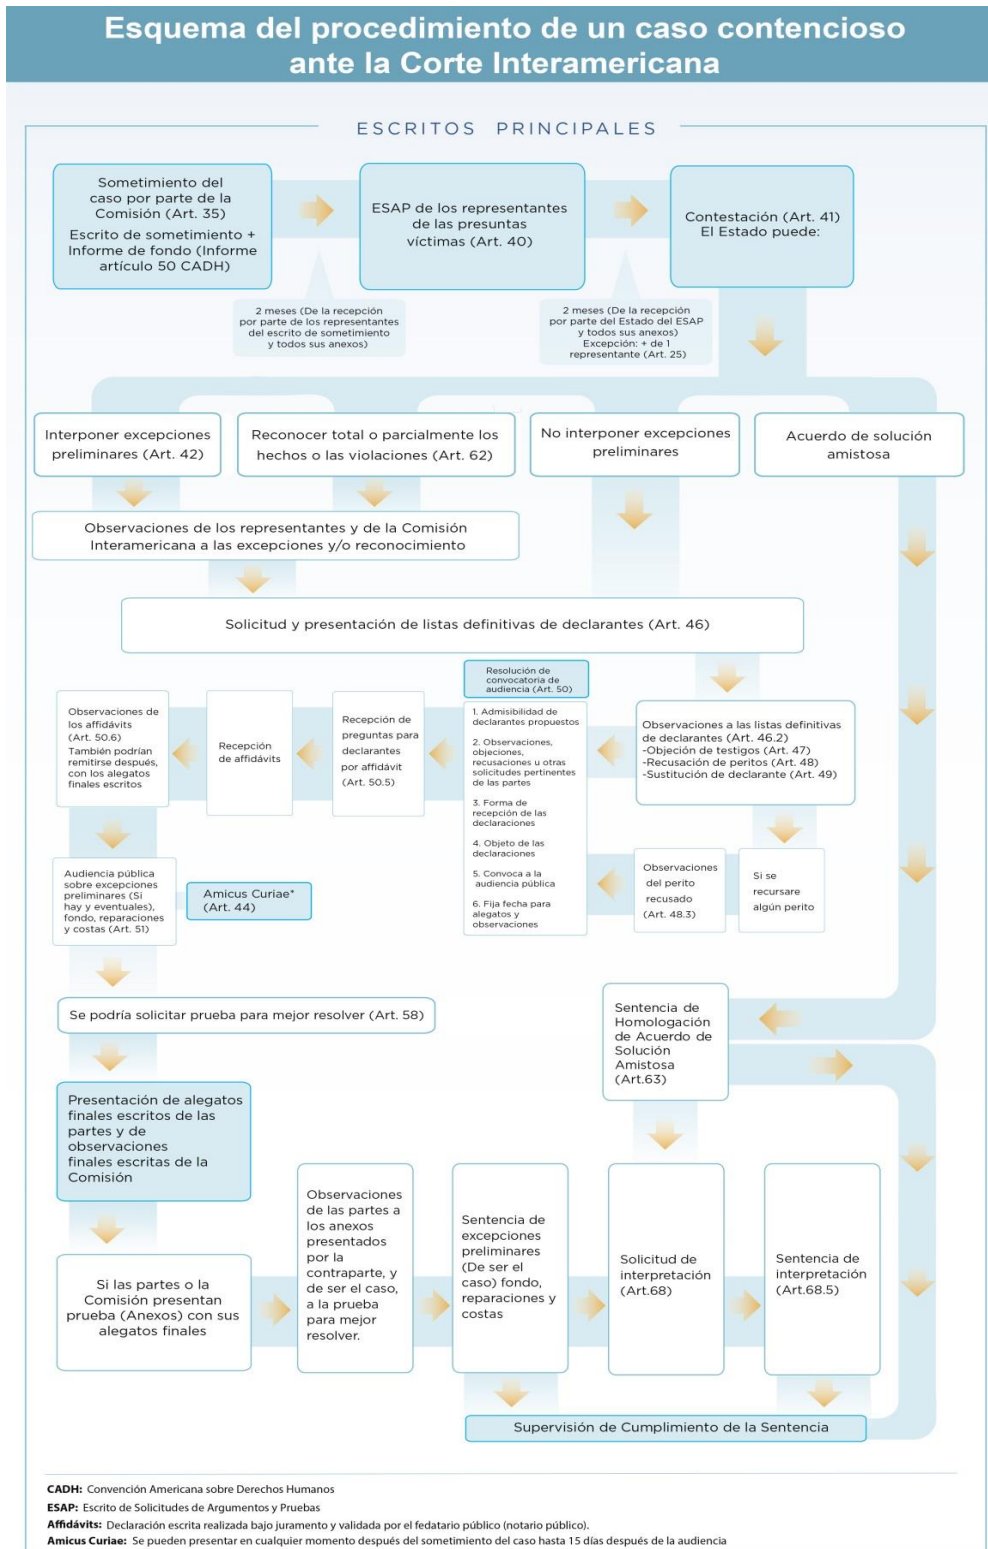 Esquema del procedimiento de un caso contencioso
ante la Corte Interamericana
ESCRITOS PRINCIPALES
Sometimiento del
caso por parte de la
Comisión (Art. 35)
Escrito de sometimiento +
Informe de fondo (Informe
artículo 50 CADH)
ESAP de los representantes
de las presuntas
víctimas (Art. 40)
Contestación (Art. 41)
El Estado puede:
2 meses (De la recepción
por parte de los representantes
del escrito de sometimiento
y todos sus anexos)
2 meses (De la recepción
por parte del Estado del ESAP
y todos sus anexos)
Excepción: + de 1
representante (Art. 25)
Interponer excepciones
preliminares (Art. 42)
Reconocer total o parcialmente los
hechos o las violaciones (Art. 62)
No interponer excepciones
preliminares
Acuerdo de solución
amistosa
Observaciones de los representantes y de la Comisión
Interamericana a las excepciones y/o reconocimiento
Solicitud y presentación de listas definitivas de declarantes (Art. 46)
Observaciones a las listas definitivas
de declarantes (Art. 46.2)
-Objeción de testigos (Art. 47)
-Recusación de peritos (Art. 48)
-Sustitución de declarante (Art. 49)
Si se
recursare
algún perito
Observaciones
del perito
recusado
(Art. 48.3)
Resolución de
convocatoria de
audiencia (Art. 50)
1. Admisibilidad de
declarantes propuestos
2. Observaciones,
objeciones,
recusaciones u otras
solicitudes pertinentes
de las partes
3. Forma de
recepción de las
declaraciones
4. Objeto de las
declaraciones
5. Convoca a la
audiencia pública
6. Fija fecha para
alegatos y
observaciones
Recepción de
preguntas para
declarantes
por affidávit
(Art. 50.5)
Recepción
de affidávits
Observaciones de
los affidávits
(Art. 50.6)
También podrían
remitirse después,
con los alegatos
finales escritos
Audiencia pública
sobre excepciones
preliminares (Si
hay y eventuales),
fondo, reparaciones
y costas (Art. 51)
Amicus Curiae*
(Art. 44)
Se podría solicitar prueba para mejor resolver (Art. 58)
Sentencia de
Homologación
de Acuerdo de
Solución
Amistosa
(Art.63)
Presentación de alegatos
finales escritos de las
partes y de
observaciones
finales escritas de la
Comisión
Si las partes o la
Comisión presentan
prueba (Anexos) con sus
alegatos finales
Observaciones
de las partes a
los anexos
presentados
por la
contraparte, y
de ser el caso,
a la prueba
para mejor
resolver.
Sentencia de
excepciones
preliminares
(De ser el
caso) fondo,
reparaciones y
costas
Solicitud de
interpretación
(Art.68)
Sentencia de
interpretación
(Art.68.5)
Supervisión de Cumplimiento de la Sentencia
CADH: Convención Americana sobre Derechos Humanos
ESAP: Escrito de Solicitudes de Argumentos y Pruebas
Affidávits: Declaración escrita realizada bajo juramento y validada por el fedatario público (notario público).
Amicus Curiae: Se pueden presentar en cualquier momento después del sometimiento del caso hasta 15 días después de la audiencia